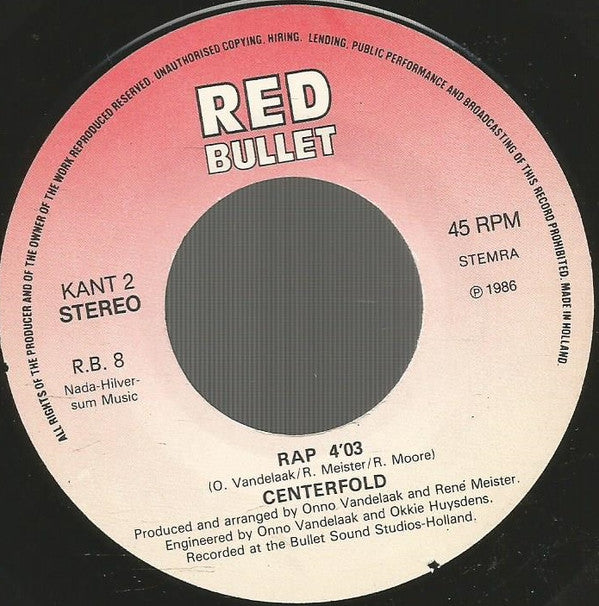 ALL RIGHTS OF THE PRODUCER AND OF THE OWNER OF THE WORK REPRODUCED RESERVED. UNAUTHORISED COPYING, HIRING, LENDING, PUBLIC PERFORMANCE AND BROADCASTING OF THIS RECORD PROHIBITED. MADE IN HOLLAND.
RED
BULLET
KANT 2
STEREO
R.B. 8
Nada-Hilver-
sum Music
45 RPM
STEMRA
℗ 1986
RAP 4'03
(O. Vandelaak/R. Meister/R. Moore)
CENTERFOLD
Produced and arranged by Onno Vandelaak and René Meister.
Engineered by Onno Vandelaak and Okkie Huysdens.
Recorded at the Bullet Sound Studios-Holland.